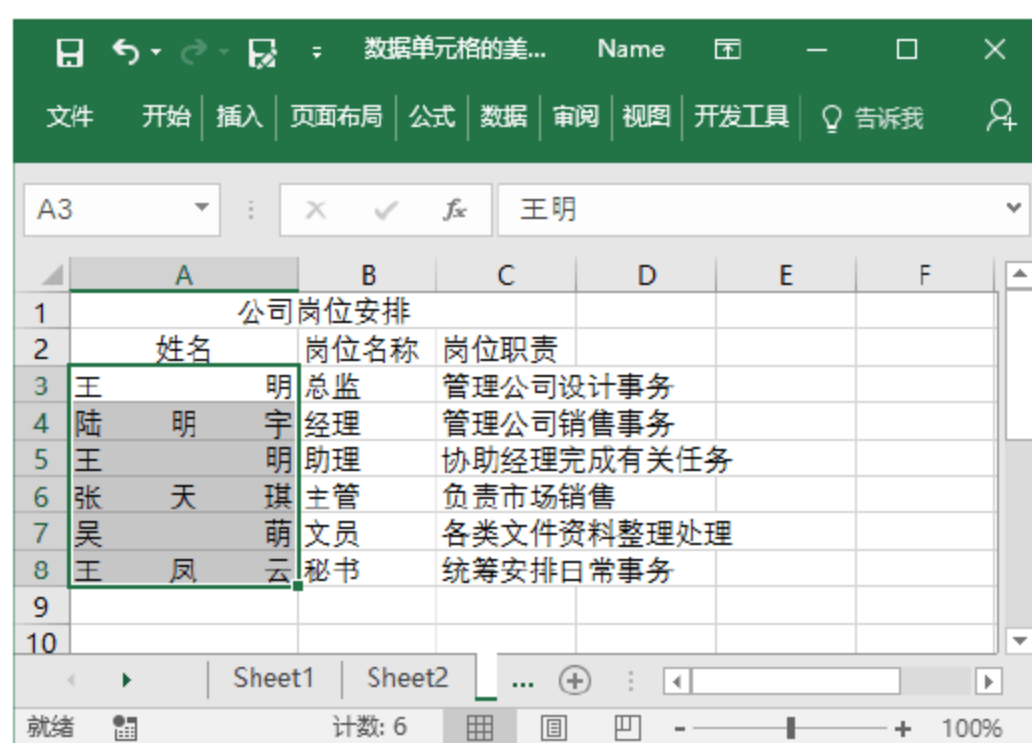 数据单元格的美... Name
文件 开始 插入 页面布局 公式 数据 审阅 视图 开发工具 告诉我
A3 fx 王明
A B C D E F
1 公司岗位安排
2 姓名 岗位名称 岗位职责
3 王 明 总监 管理公司设计事务
4 陆 明 宇 经理 管理公司销售事务
5 王 明 助理 协助经理完成有关任务
6 张 天 琪 主管 负责市场销售
7 吴 萌 文员 各类文件资料整理处理
8 王 凤 云 秘书 统筹安排日常事务
9
10
Sheet1 Sheet2 ...
就绪 计数: 6 100%